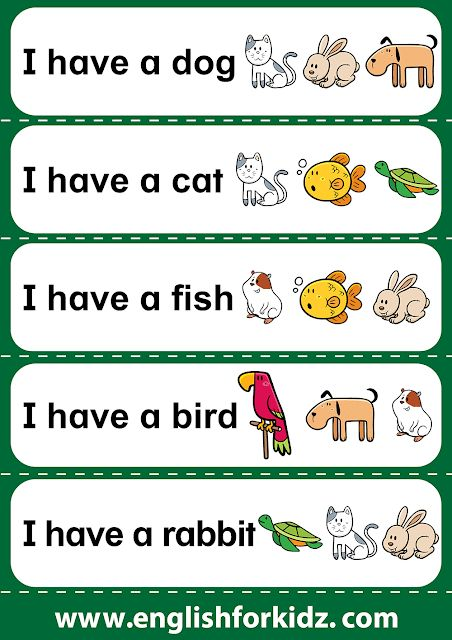 I have a dog
I have a cat
I have a fish
I have a bird
I have a rabbit
www.englishforkidz.com